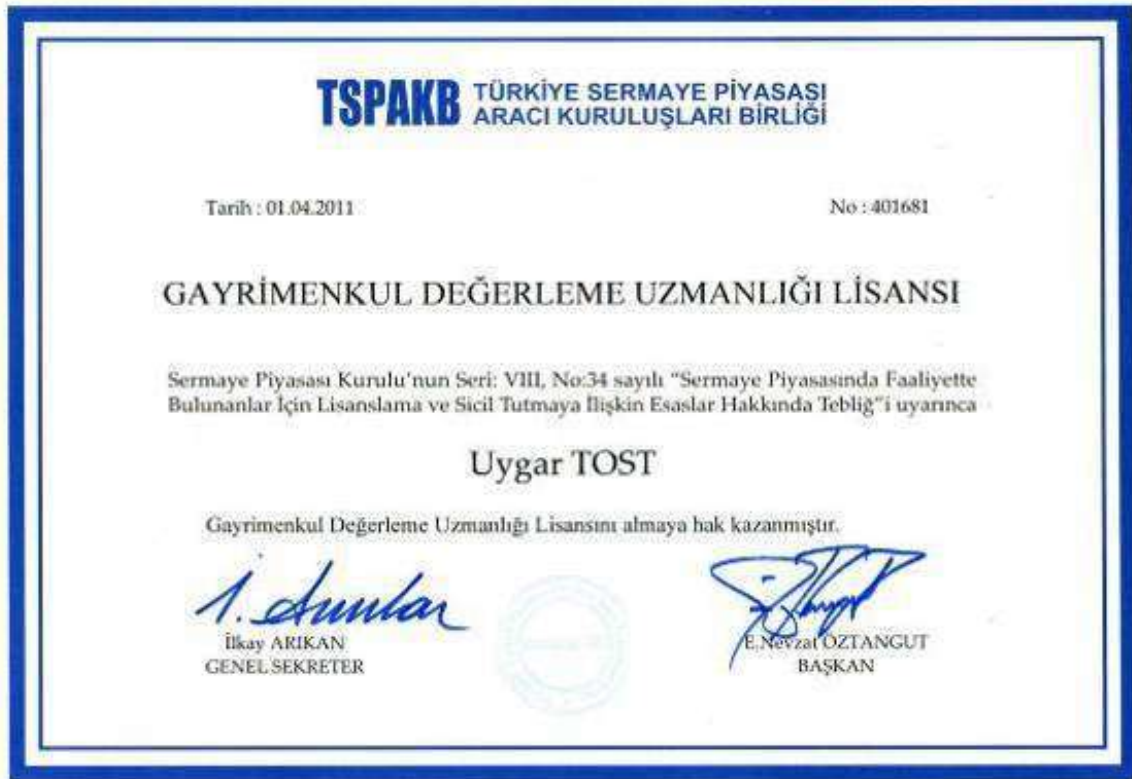 TSPAKB TÜRKİYE SERMAYE PİYASASI
ARACI KURULUŞLARI BİRLİĞİ
Tarih : 01.04.2011
No : 401681
GAYRİMENKUL DEĞERLEME UZMANLIĞI LİSANSI
Sermaye Piyasası Kurulu'nun Seri: VIII, No:34 sayılı "Sermaye Piyasasında Faaliyette
Bulunanlar İçin Lisanslama ve Sicil Tutmaya İlişkin Esaslar Hakkında Tebliğ"i uyarınca
Uygar TOST
Gayrimenkul Değerleme Uzmanlığı Lisansını almaya hak kazanmıştır.
İlkay ARIKAN
GENEL SEKRETER
E.Nevzat ÖZTANGUT
BAŞKAN